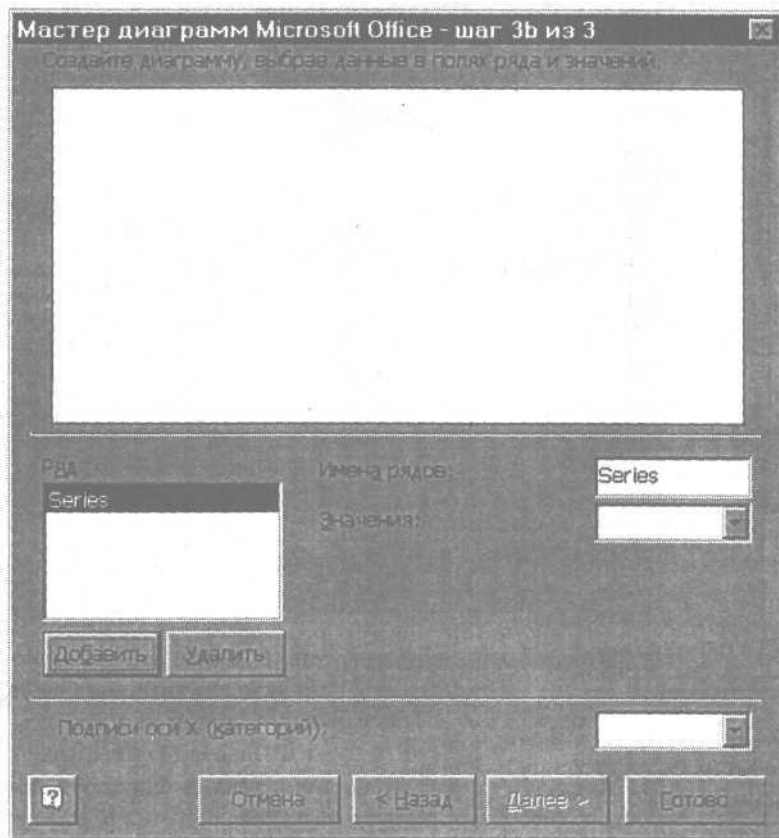 Мастер диаграмм Microsoft Office - шаг 3b из 3
Создайте диаграмму, выбрав данные в полях ряда и значений.
Ряд
Имена рядов:
Series
Series
Значения:
Добавить
Удалить
Подписи оси X (категорий):
?
Отмена
< Назад
Далее >
Готово